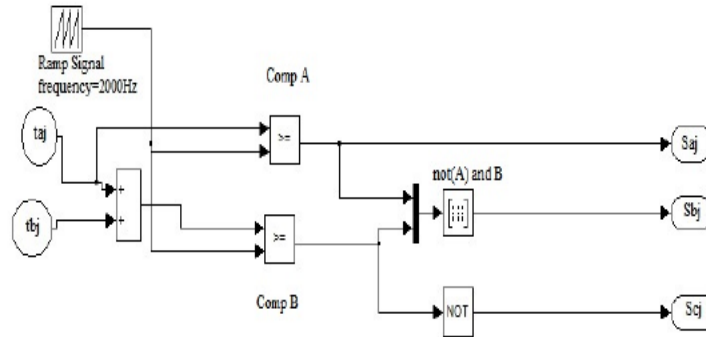 Ramp Signal
frequency=2000Hz
Comp A
taj
>=
Saj
not(A) and B
+
+
tbj
Sbj
>=
Comp B
NOT
Scj